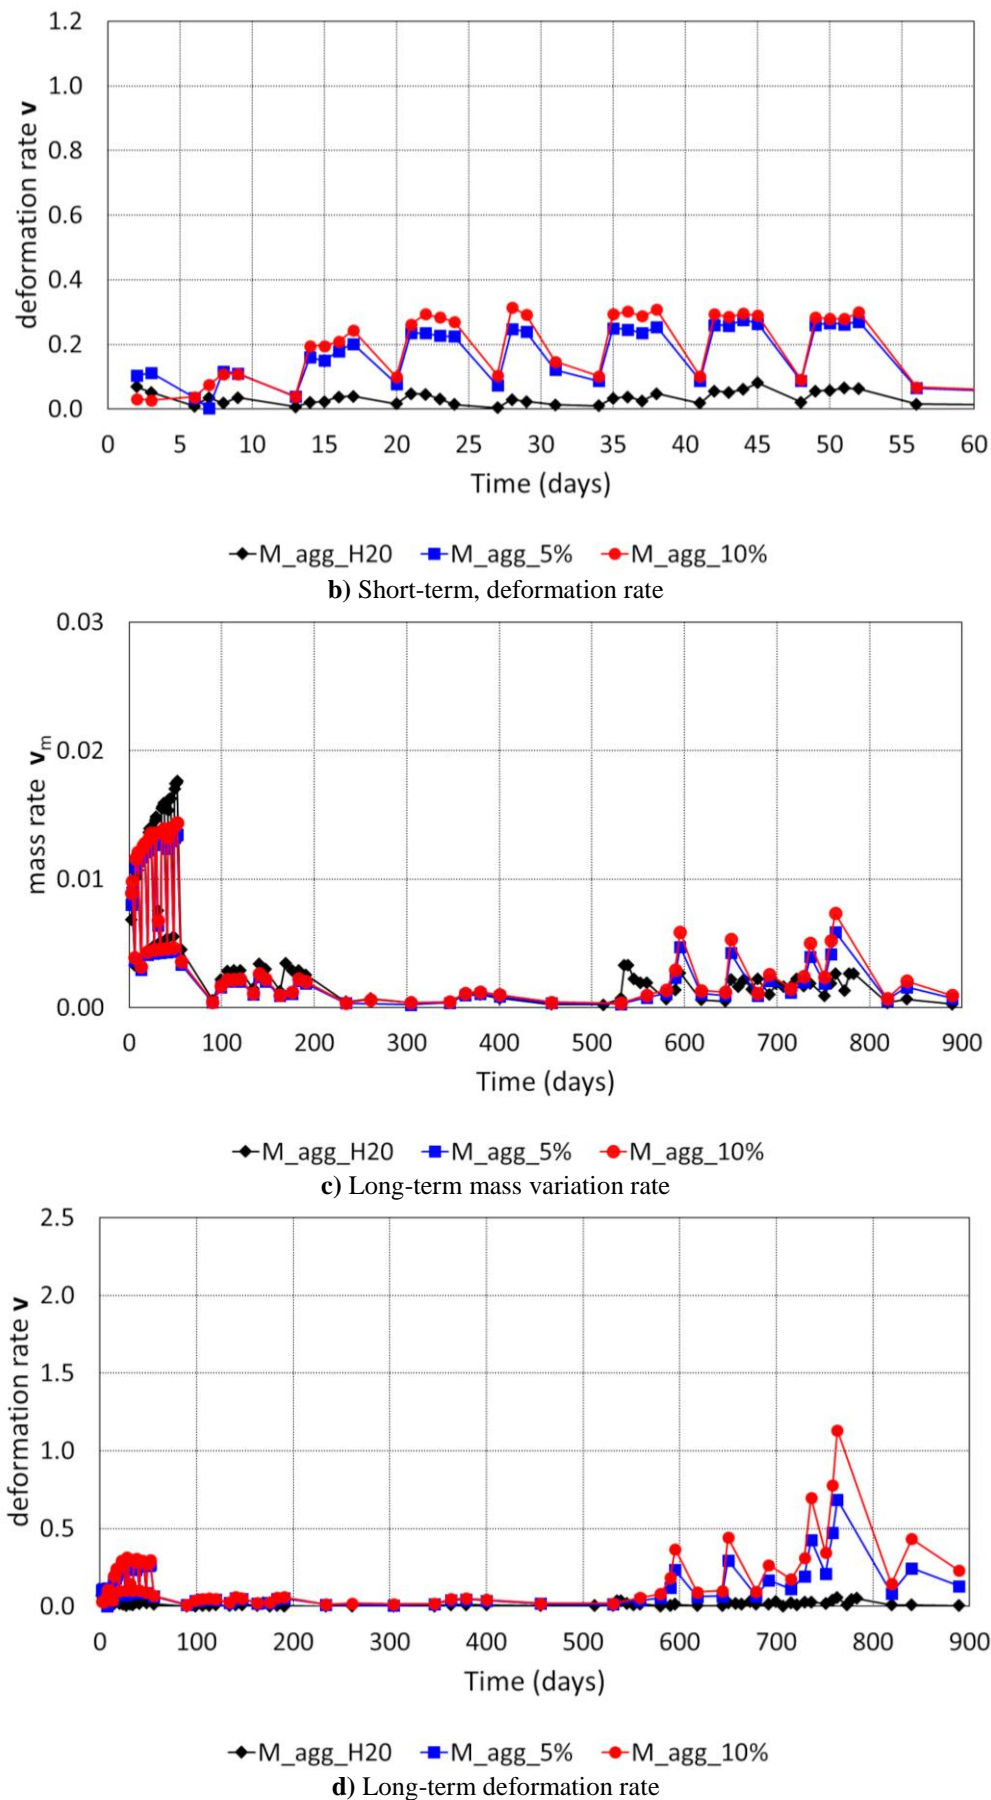 1.2
1.0
0.8
0.6
0.4
0.2
0.0
deformation rate v
0 5 10 15 20 25 30 35 40 45 50 55 60
Time (days)
M_agg_H20 M_agg_5% M_agg_10%
b) Short-term, deformation rate
0.03
0.02
0.01
0.00
mass rate vm
0 100 200 300 400 500 600 700 800 900
Time (days)
M_agg_H20 M_agg_5% M_agg_10%
c) Long-term mass variation rate
2.5
2.0
1.5
1.0
0.5
0.0
deformation rate v
0 100 200 300 400 500 600 700 800 900
Time (days)
M_agg_H20 M_agg_5% M_agg_10%
d) Long-term deformation rate